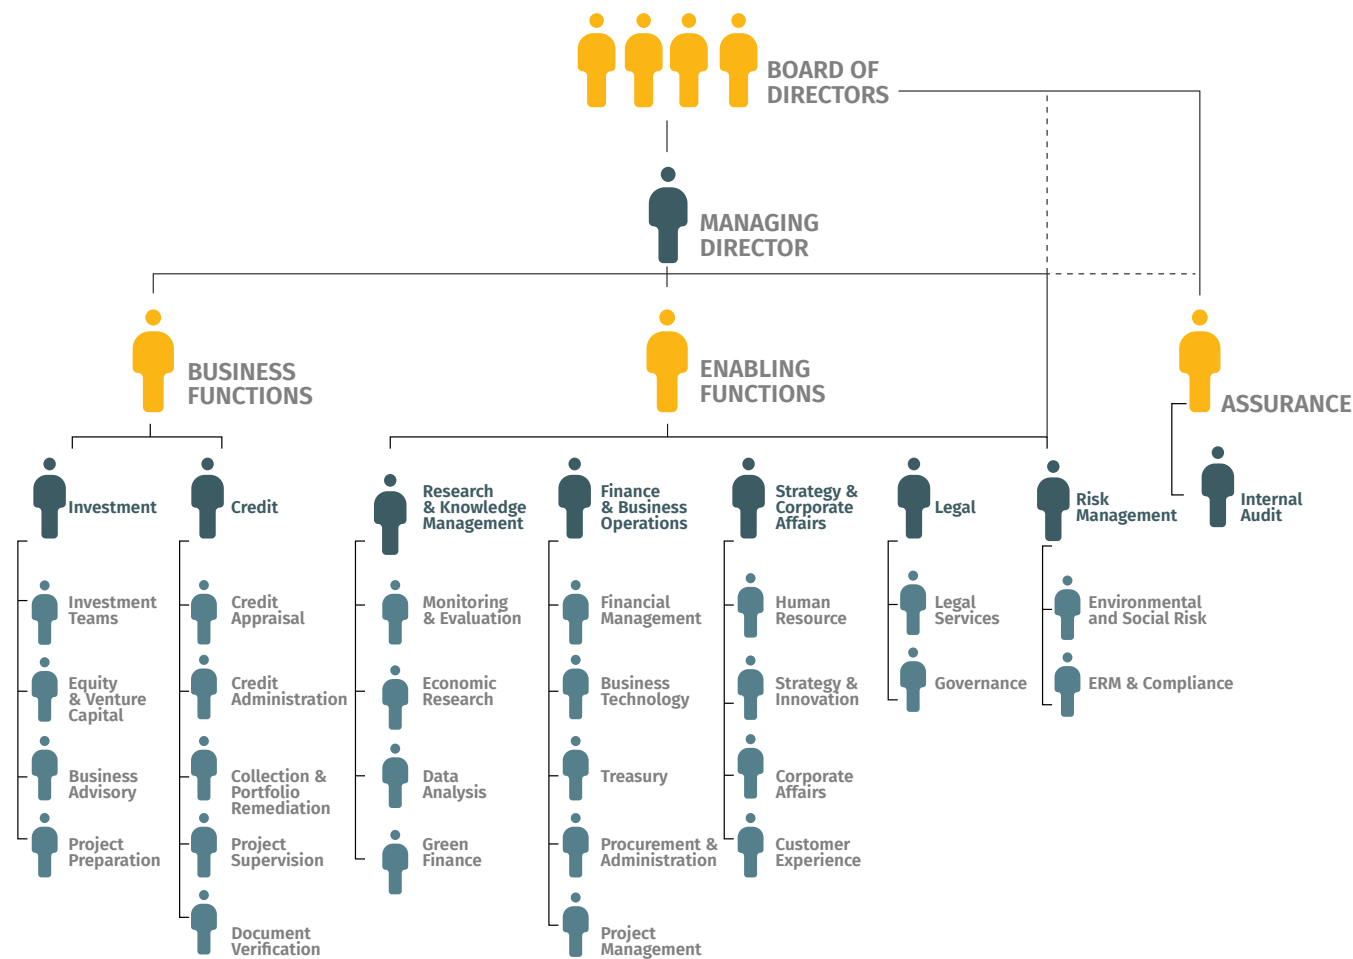 BOARD OF
DIRECTORS
MANAGING
DIRECTOR
BUSINESS
FUNCTIONS
ENABLING
FUNCTIONS
ASSURANCE
Investment
Investment
Teams
Equity
& Venture
Capital
Business
Advisory
Project
Preparation
Credit
Credit
Appraisal
Credit
Administration
Collection &
Portfolio
Remediation
Project
Supervision
Document
Verification
Research
& Knowledge
Management
Monitoring
& Evaluation
Economic
Research
Data
Analysis
Green
Finance
Finance
& Business
Operations
Financial
Management
Business
Technology
Treasury
Procurement &
Administration
Project
Management
Strategy &
Corporate
Affairs
Human
Resource
Strategy &
Innovation
Corporate
Affairs
Customer
Experience
Legal
Legal
Services
Governance
Risk
Management
Environmental
and Social Risk
ERM & Compliance
Internal
Audit